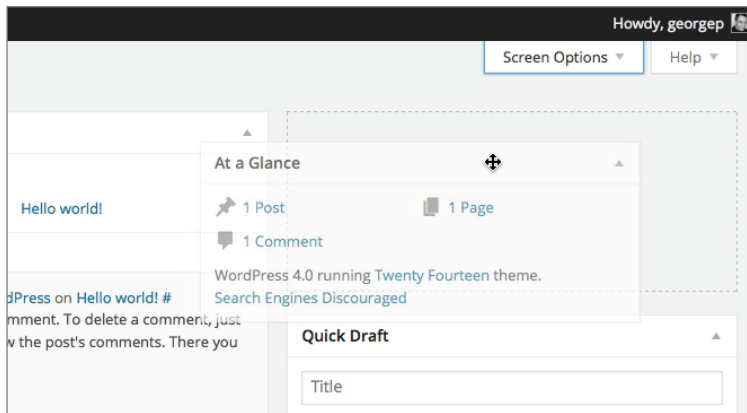 Howdy, georgep
Screen Options
Help
At a Glance
Hello world!
1 Post
1 Page
1 Comment
WordPress 4.0 running Twenty Fourteen theme.
Search Engines Discouraged
on Hello world! #
To delete a comment, just
the post's comments. There you
Quick Draft
Title